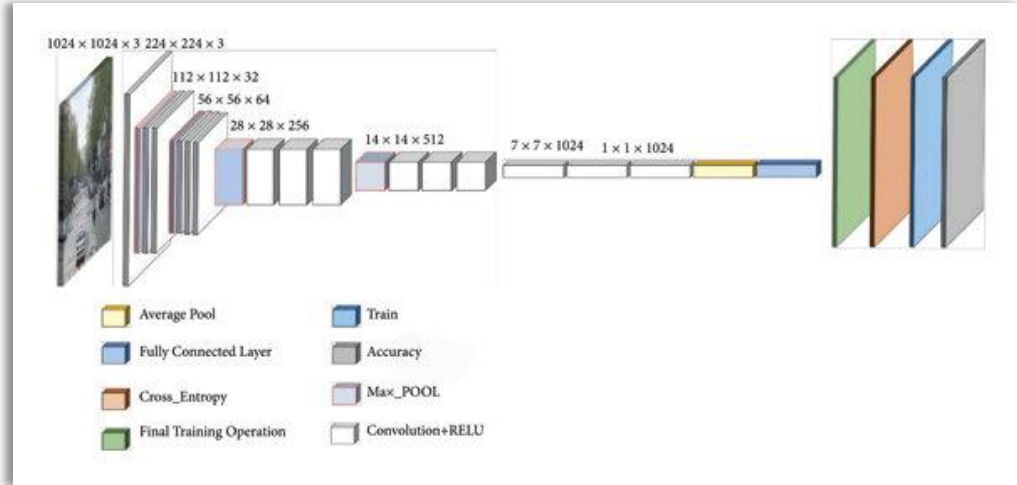 1024 × 1024 × 3 224 × 224 × 3
112 × 112 × 32
56 × 56 × 64
28 × 28 × 256
14 × 14 × 512
7 × 7 × 1024
1 × 1 × 1024
Average Pool
Train
Fully Connected Layer
Accuracy
Cross_Entropy
Max_POOL
Final Training Operation
Convolution+RELU